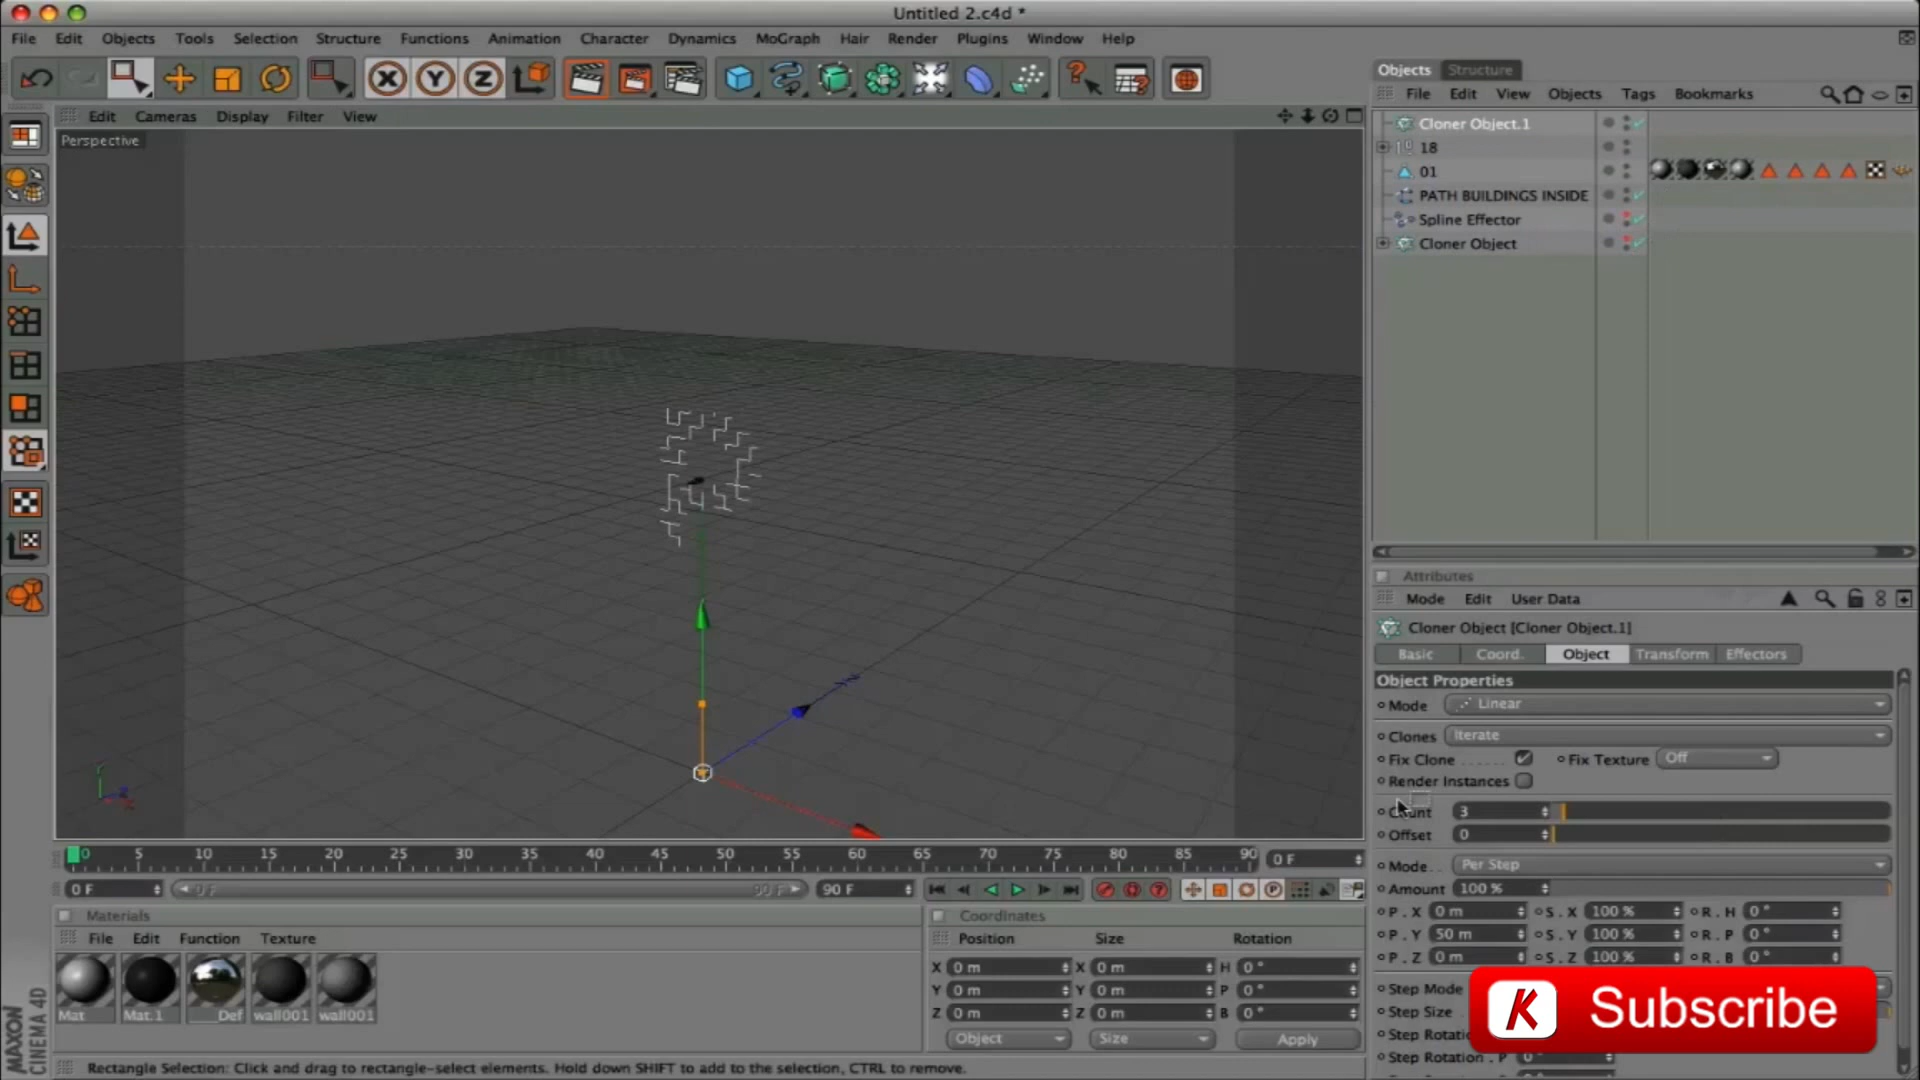 Untitled 2.c4d *
File Edit Objects Tools Selection Structure Functions Animation Character Dynamics MoGraph Hair Render Plugins Window Help
X Y Z
Objects Structure
File Edit View Objects Tags Bookmarks
Edit Cameras Display Filter View
Perspective
Cloner Object.1
18
01
PATH BUILDINGS INSIDE
Spline Effector
Cloner Object
Attributes
Mode Edit User Data
Cloner Object [Cloner Object.1]
Basic Coord. Object Transform Effectors
Object Properties
Mode Linear
Clones Iterate
Fix Clone Fix Texture Off
Render Instances
Count 3
Offset 0
Mode Per Step
Amount 100 %
P . X 0 m S . X 100 % R . H 0 °
P . Y 50 m S . Y 100 % R . P 0 °
P . Z 0 m S . Z 100 % R . B 0 °
Step Mode
Step Size
Step Rotati
Step Rotation . P 0 °
K Subscribe
0 5 10 15 20 25 30 35 40 45 50 55 60 65 70 75 80 85 90 0 F
0 F 0 F 90 F 90 F
Materials
File Edit Function Texture
Mat Mat.1 ___Def wall001 wall001
Coordinates
Position Size Rotation
X 0 m X 0 m H 0 °
Y 0 m Y 0 m P 0 °
Z 0 m Z 0 m B 0 °
Object Size Apply
MAXON
CINEMA 4D
Rectangle Selection: Click and drag to rectangle-select elements. Hold down SHIFT to add to the selection, CTRL to remove.